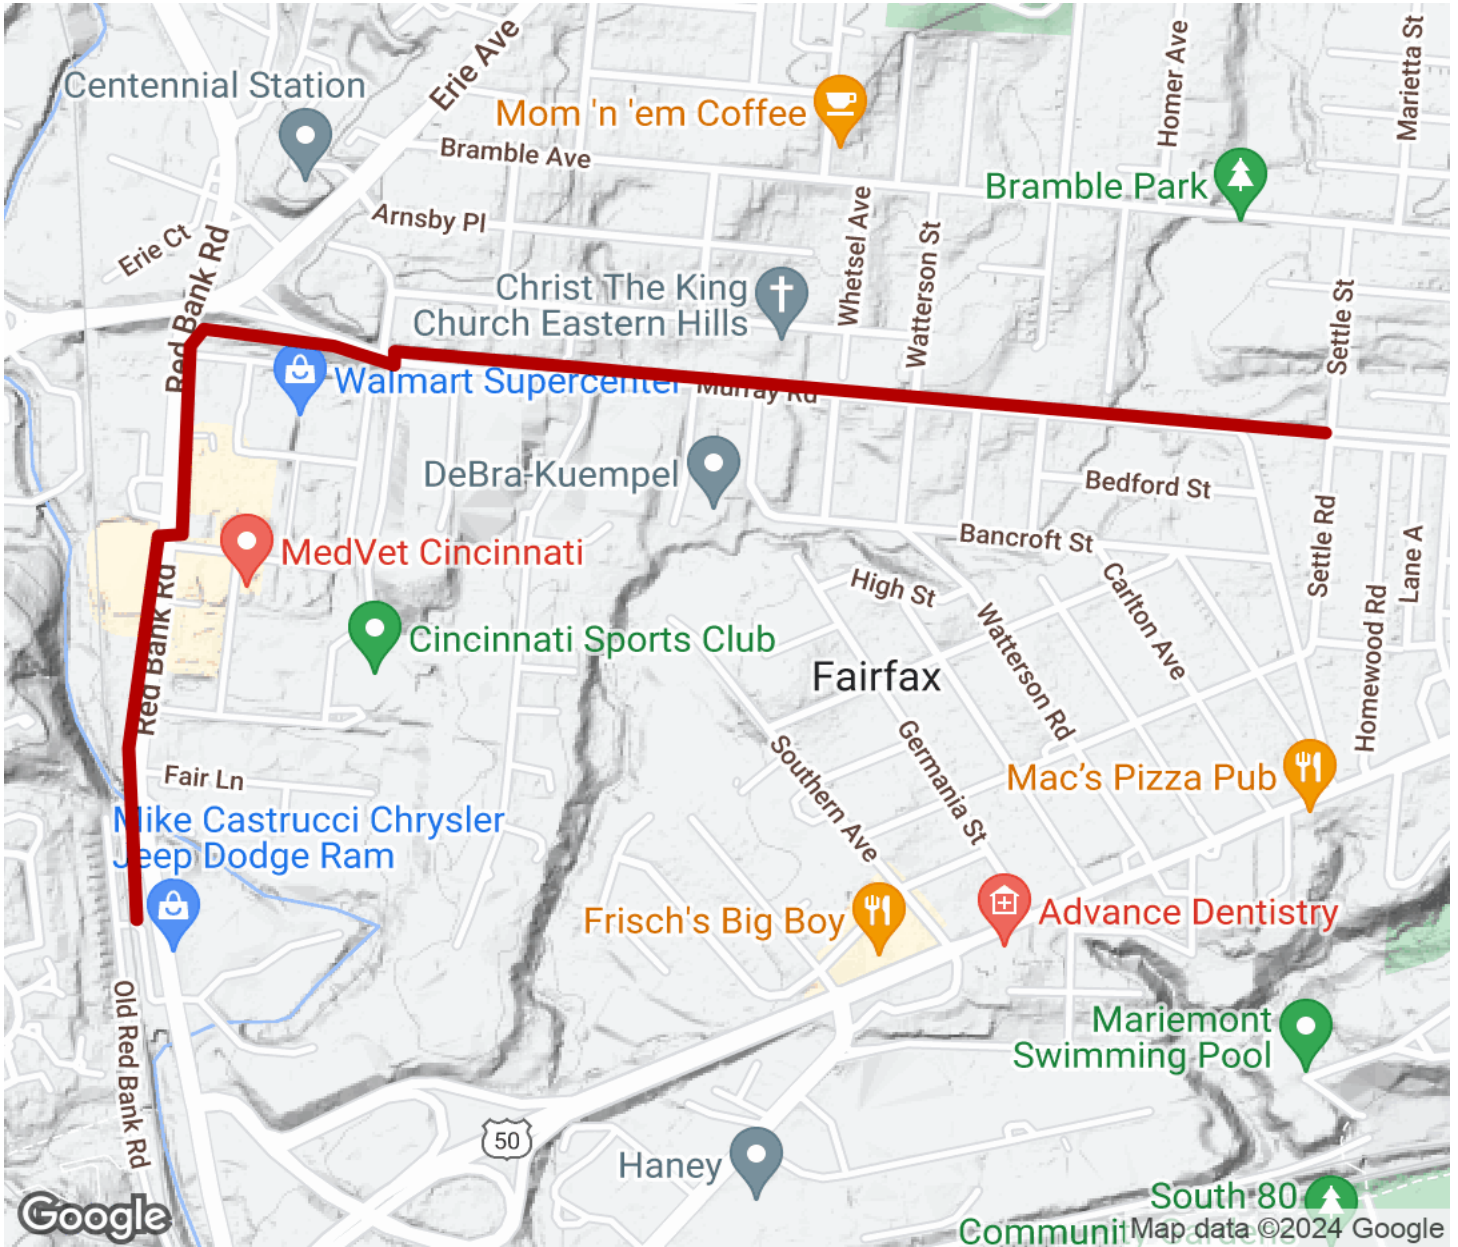 Erie Ave
Homer Ave
Marietta St
Centennial Station
Mom 'n 'em Coffee
Bramble Ave
Bramble Park
Arnsby Pl
Erie Ct
Red Bank Rd
Whetsel Ave
Watterson St
Settle St
Christ The King
Church Eastern Hills
Walmart Supercenter
Murray Rd
DeBra-Kuempel
Bedford St
Bancroft St
Settle Rd
Lane A
MedVet Cincinnati
High St
Carlton Ave
Homewood Rd
Red Bank Rd
Cincinnati Sports Club
Watterson Rd
Fairfax
Germania St
Southern Ave
Fair Ln
Mac's Pizza Pub
Mike Castrucci Chrysler
Jeep Dodge Ram
Frisch's Big Boy
Advance Dentistry
Old Red Bank Rd
Mariemont
Swimming Pool
50
Haney
South 80
Community Gardens
Google
Map data ©2024 Google